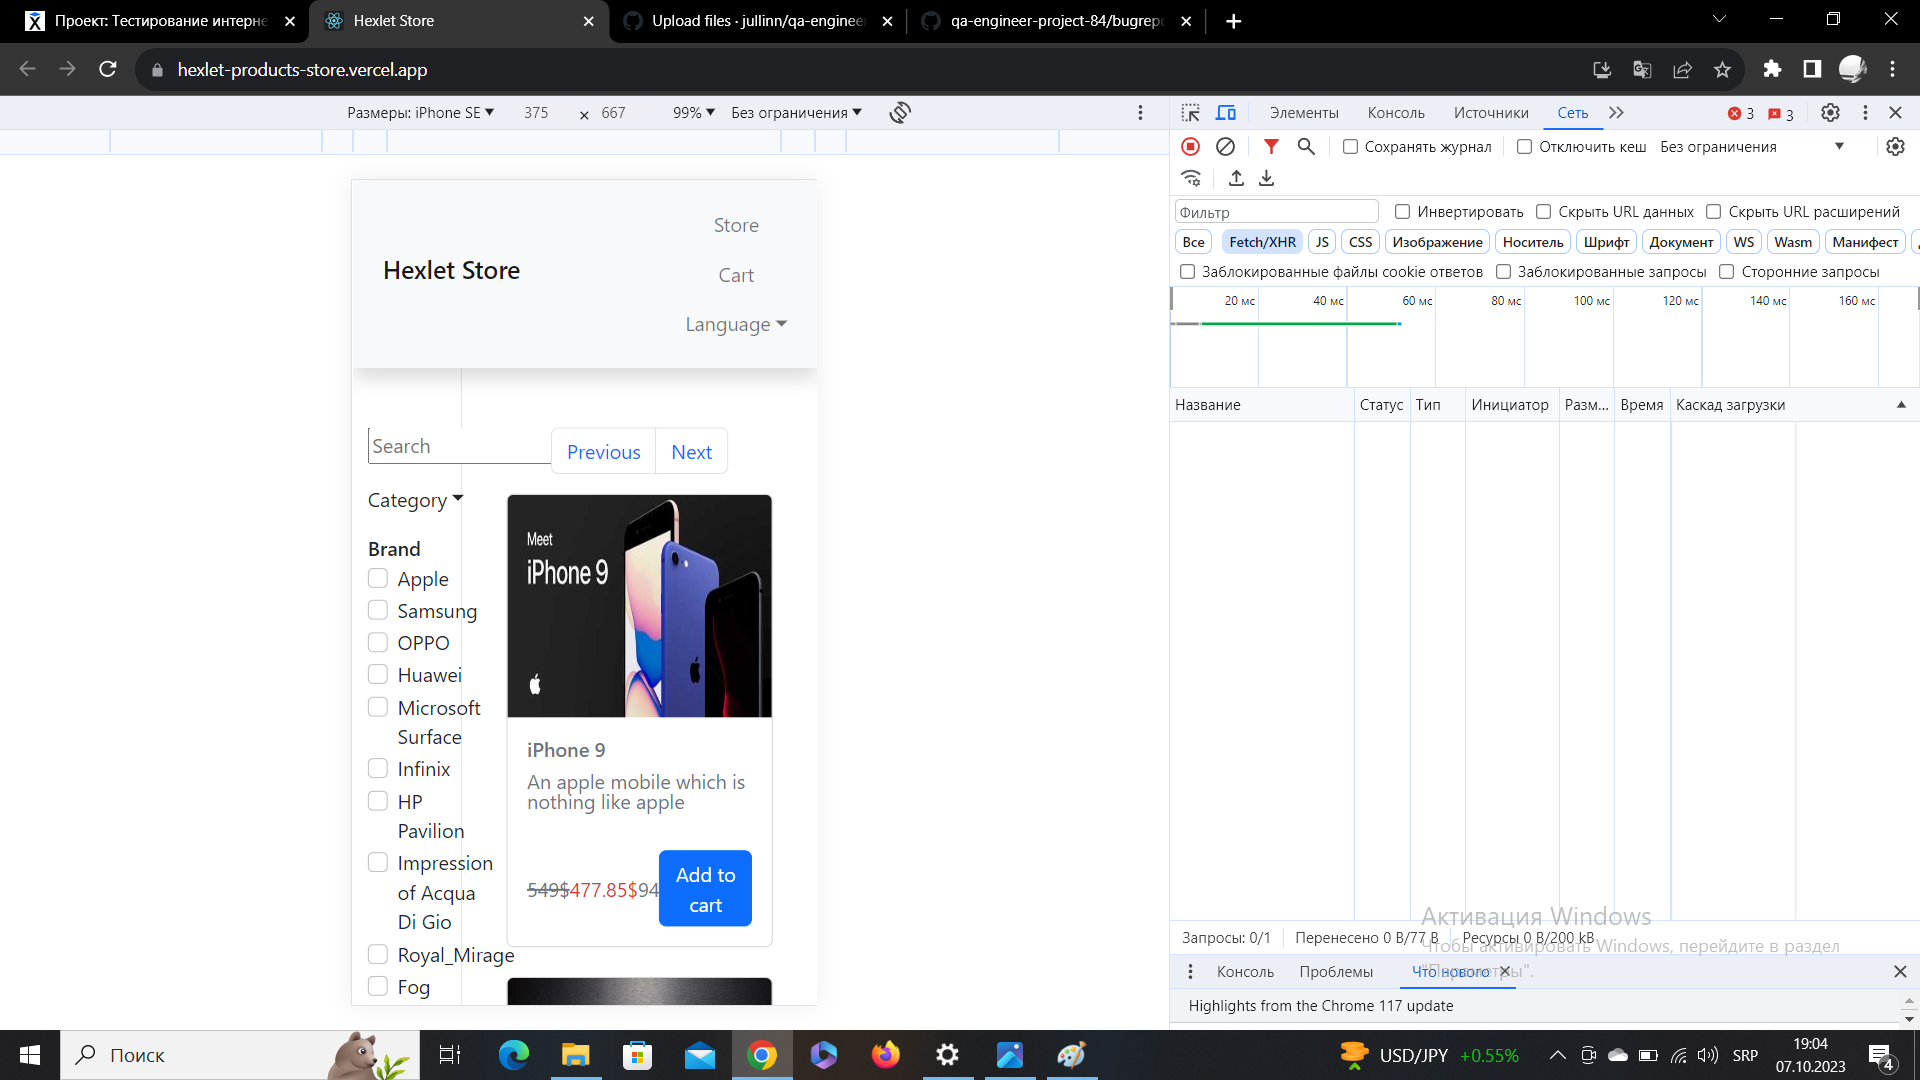 Проект: Тестирование интерне
Hexlet Store
Upload files · jullinn/qa-enginee
qa-engineer-project-84/bugrepo
hexlet-products-store.vercel.app
Размеры: iPhone SE 375 × 667 99% Без ограничения
Элементы Консоль Источники Сеть 3 3
Сохранять журнал Отключить кеш Без ограничения
Фильтр Инвертировать Скрыть URL данных Скрыть URL расширений
Все Fetch/XHR JS CSS Изображение Носитель Шрифт Документ WS Wasm Манифест
Заблокированные файлы cookie ответов Заблокированные запросы Сторонние запросы
20 мс 40 мс 60 мс 80 мс 100 мс 120 мс 140 мс 160 мс
Название Статус Тип Инициатор Разм... Время Каскад загрузки
Store
Hexlet Store
Cart
Language
Search
Previous Next
Category
Brand
Apple
Samsung
OPPO
Huawei
Microsoft
Surface
Infinix
HP
Pavilion
Impression
of Acqua
Di Gio
Royal_Mirage
Fog
Meet
iPhone 9
iPhone 9
An apple mobile which is
nothing like apple
549$477.85$94
Add to
cart
Активация Windows
Чтобы активировать Windows, перейдите в раздел
"Параметры".
Запросы: 0/1 Перенесено 0 B/77 B Ресурсы 0 B/200 kB
Консоль Проблемы Что нового
Highlights from the Chrome 117 update
Поиск
USD/JPY +0.55%
SRP
19:04
07.10.2023
4